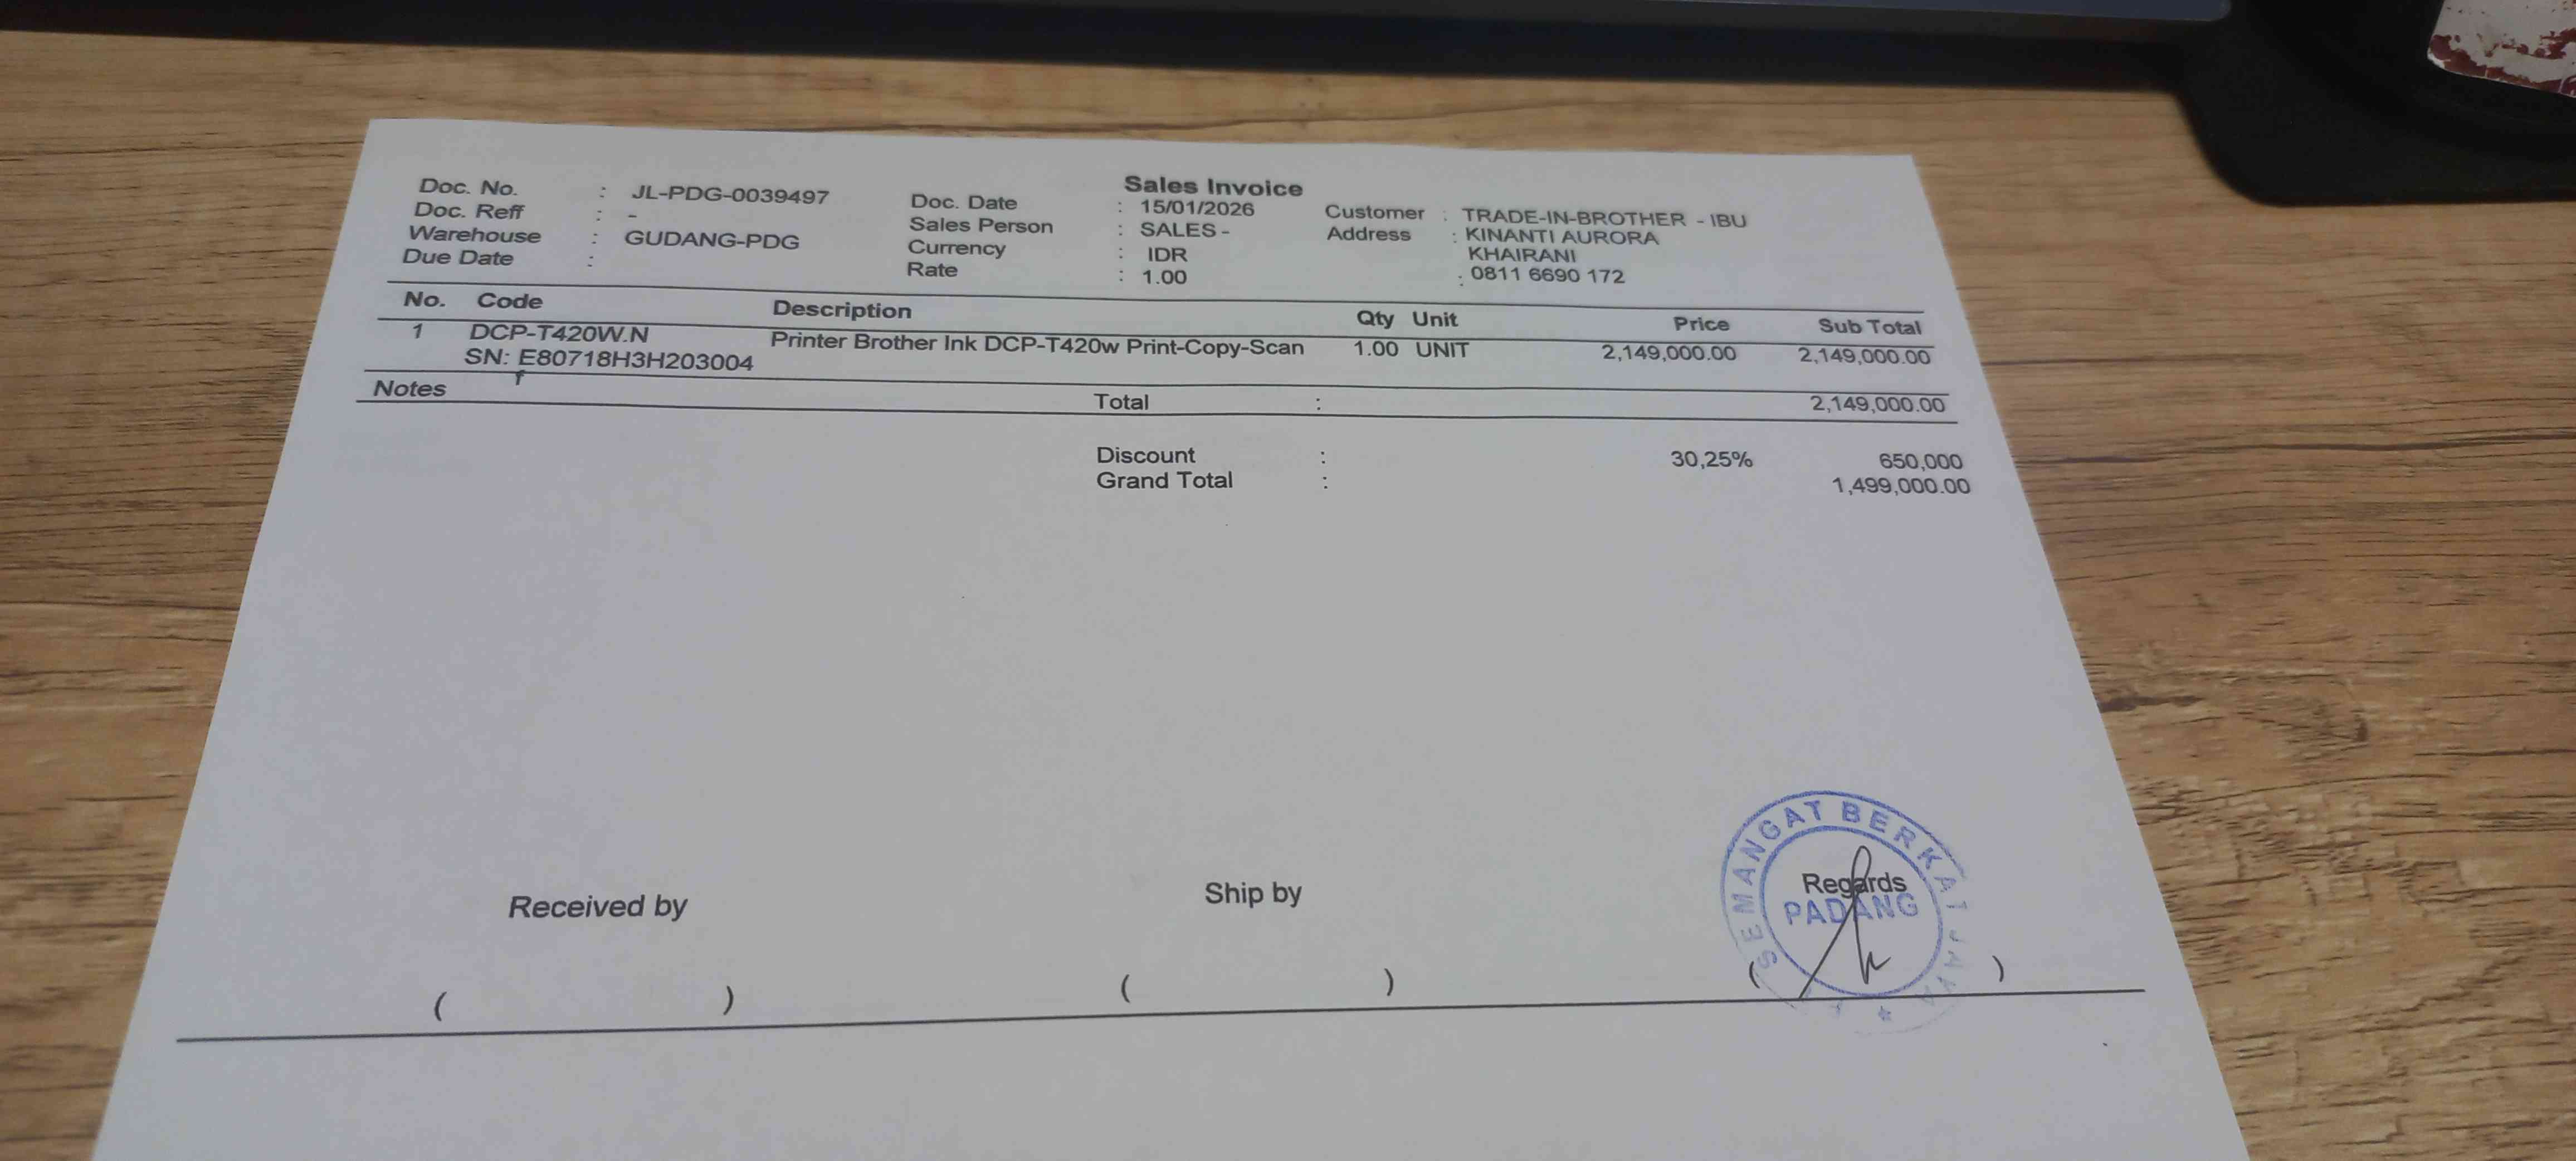 Sales Invoice
Doc. No. : JL-PDG-0039497
Doc. Reff : -
Warehouse : GUDANG-PDG
Due Date :
Doc. Date : 15/01/2026
Sales Person : SALES -
Currency : IDR
Rate : 1.00
Customer : TRADE-IN-BROTHER - IBU
Address : KINANTI AURORA
KHAIRANI
: 0811 6690 172
No. Code Description Qty Unit Price Sub Total
1 DCP-T420W.N Printer Brother Ink DCP-T420w Print-Copy-Scan 1.00 UNIT 2,149,000.00 2,149,000.00
SN: E80718H3H203004
f
Notes Total : 2,149,000.00
Discount : 30,25% 650,000
Grand Total : 1,499,000.00
Received by Ship by Regards
SEMANGAT BERKAT JAYA
PADANG
( ) ( ) ( )